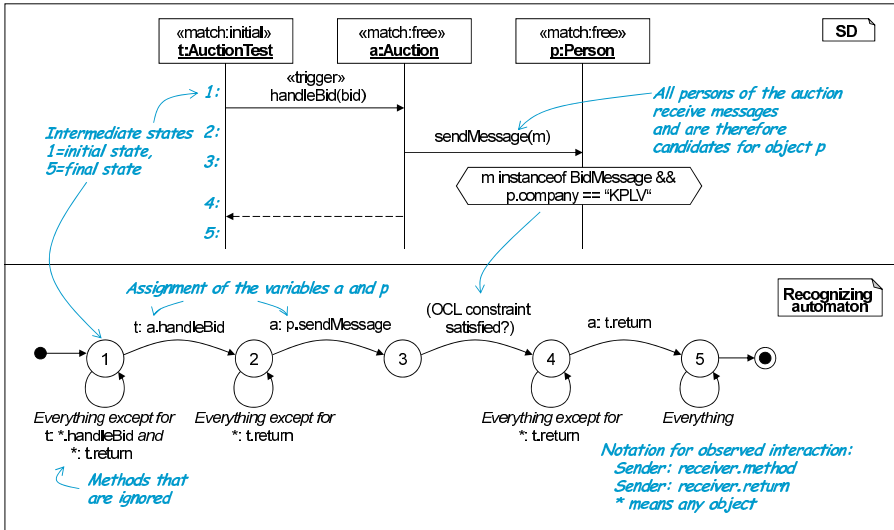 «match:initial»
t:AuctionTest
«match:free»
a:Auction
«match:free»
p:Person
SD
«trigger»
handleBid(bid)
1:
2:
3:
4:
5:
Intermediate states
1=initial state,
5=final state
sendMessage(m)
All persons of the auction
receive messages
and are therefore
candidates for object p
m instanceof BidMessage &&
p.company == “KPLV“
Recognizing
automaton
Assignment of the variables a and p
t: a.handleBid
a: p.sendMessage
(OCL constraint
satisfied?)
a: t.return
1
2
3
4
5
Everything except for
t: *.handleBid and
*: t.return
Everything except for
*: t.return
Everything except for
*: t.return
Everything
Methods that
are ignored
Notation for observed interaction:
Sender: receiver.method
Sender: receiver.return
* means any object